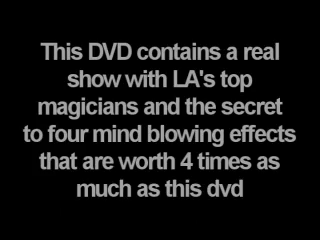 This DVD contains a real
show with LA's top
magicians and the secret
to four mind blowing effects
that are worth 4 times as
much as this dvd